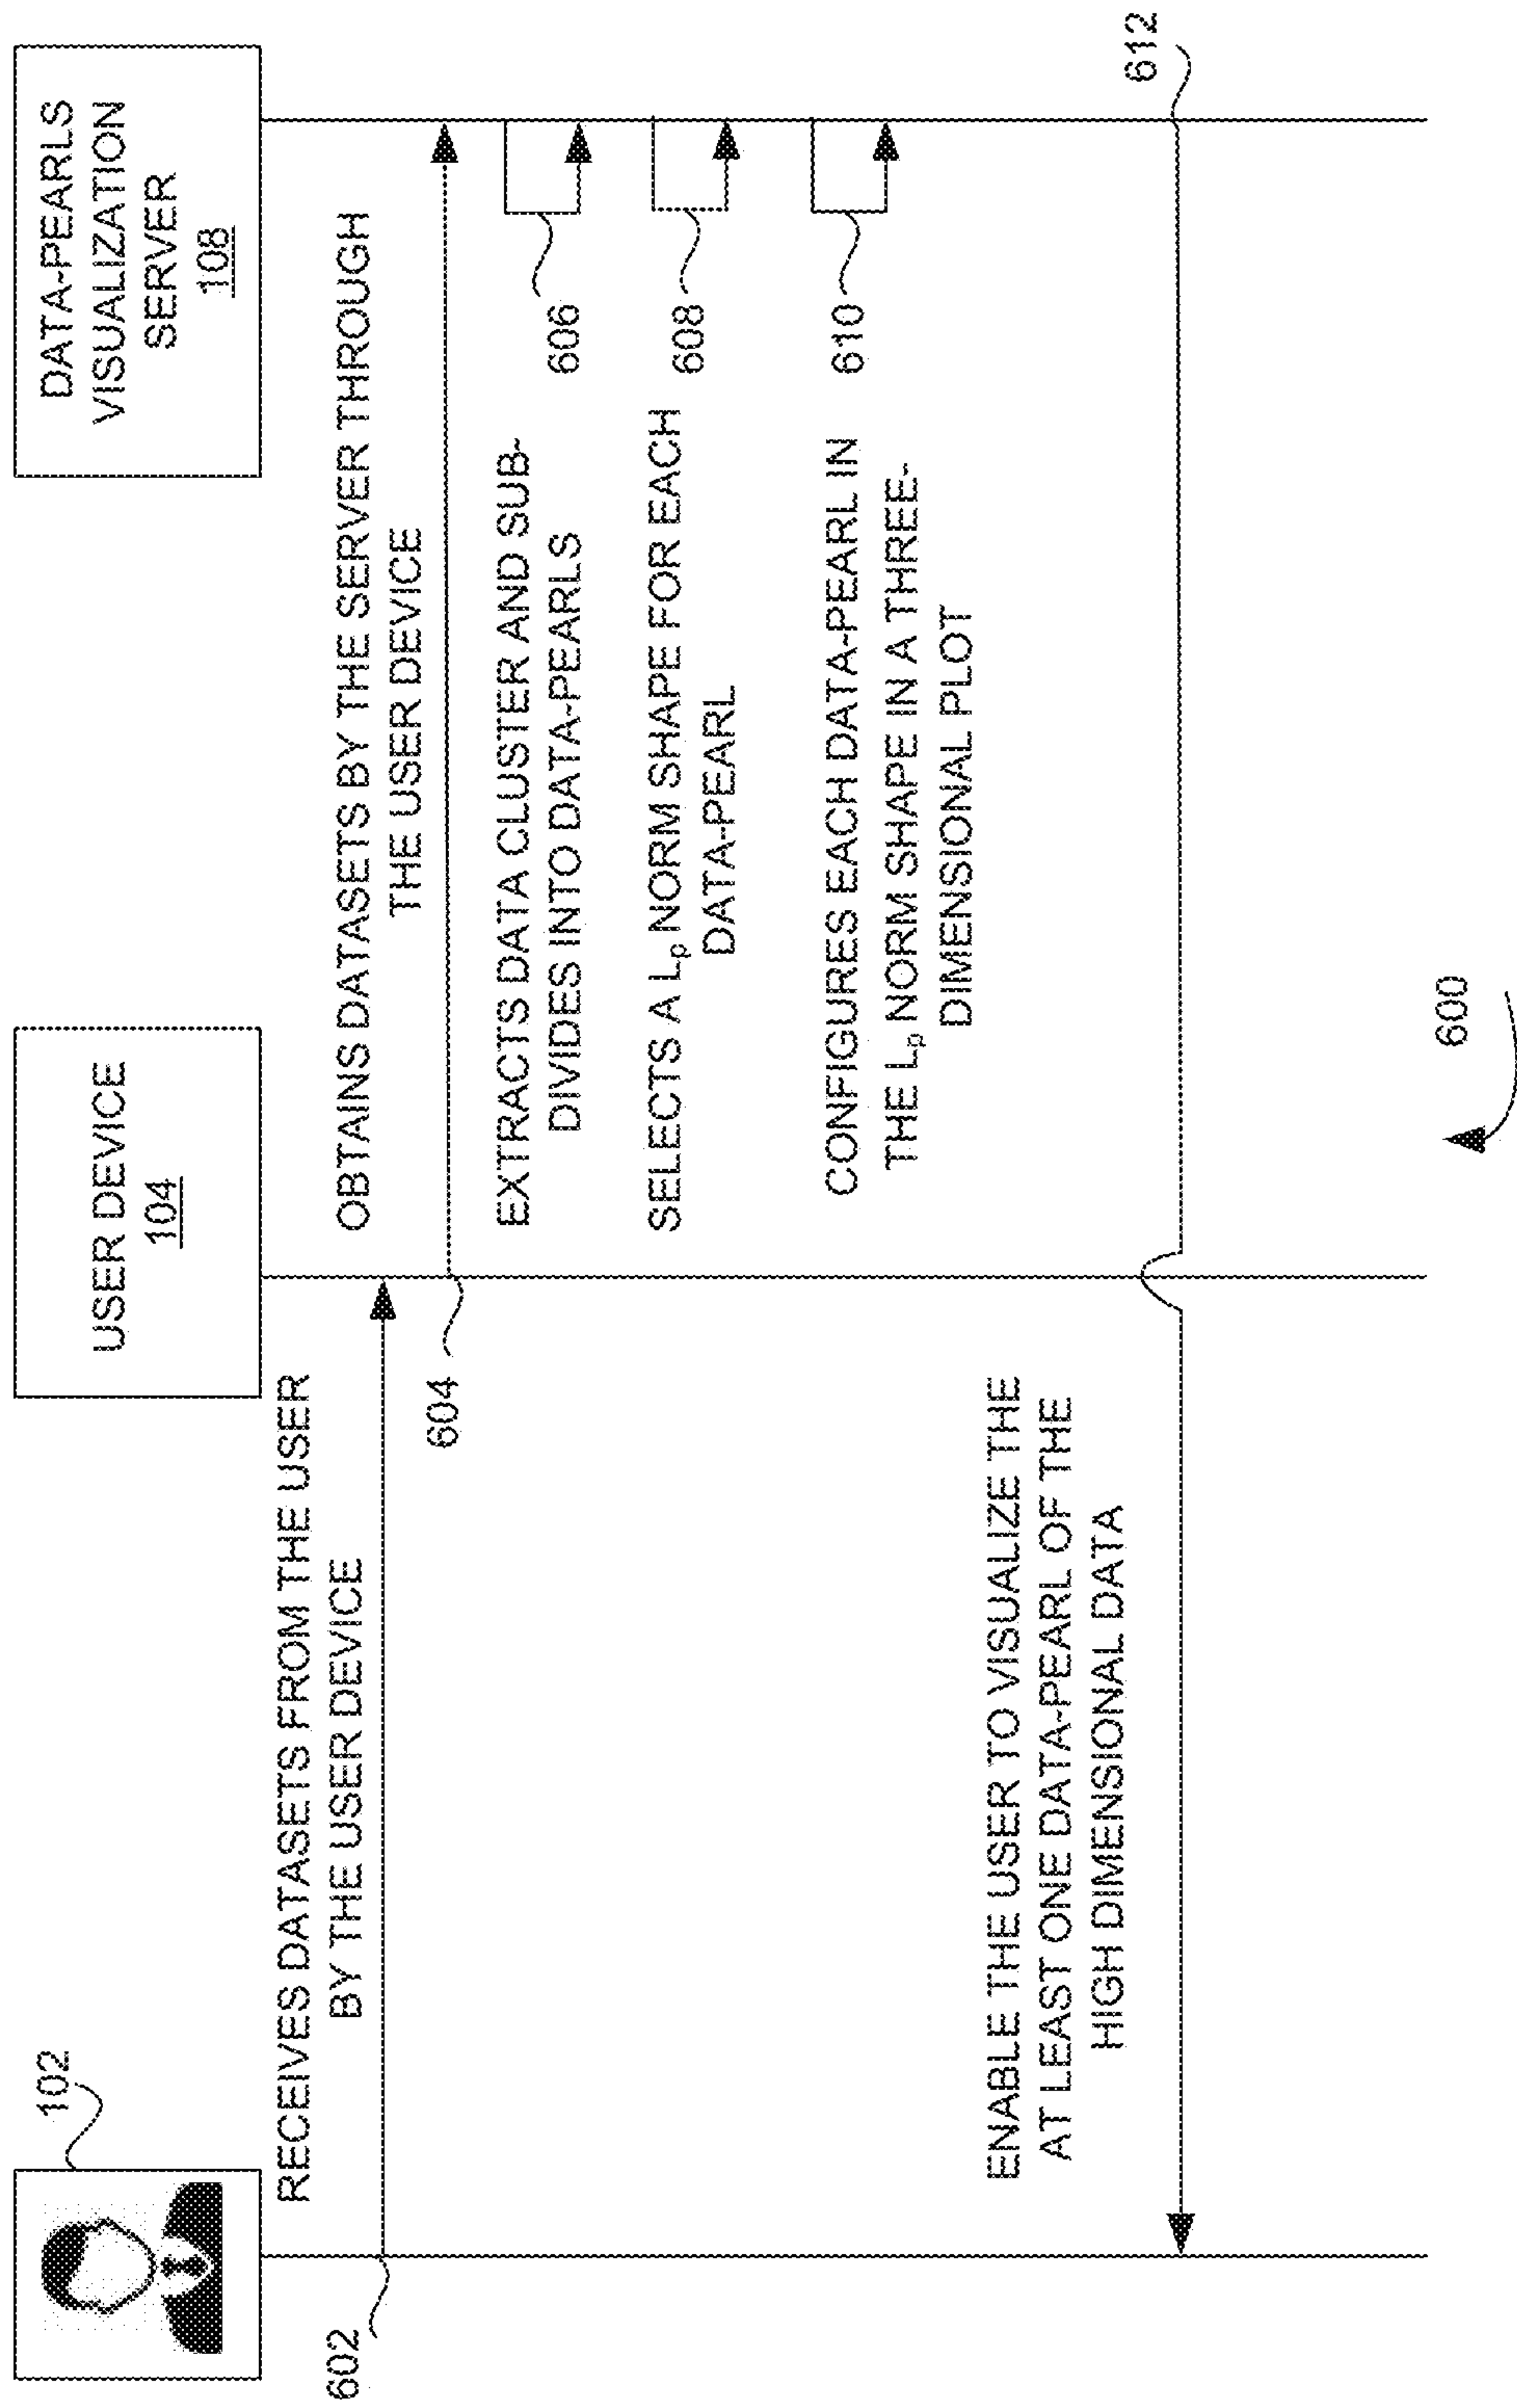 102
USER DEVICE
104
DATA-PEARLS
VISUALIZATION
SERVER
108
RECEIVES DATASETS FROM THE USER
BY THE USER DEVICE
602
OBTAINS DATASETS BY THE SERVER THROUGH
THE USER DEVICE
604
EXTRACTS DATA CLUSTER AND SUB-
DIVIDES INTO DATA-PEARLS
606
SELECTS A Lp NORM SHAPE FOR EACH
DATA-PEARL
608
CONFIGURES EACH DATA-PEARL IN
THE Lp NORM SHAPE IN A THREE-
DIMENSIONAL PLOT
610
ENABLE THE USER TO VISUALIZE THE
AT LEAST ONE DATA-PEARL OF THE
HIGH DIMENSIONAL DATA
612
600